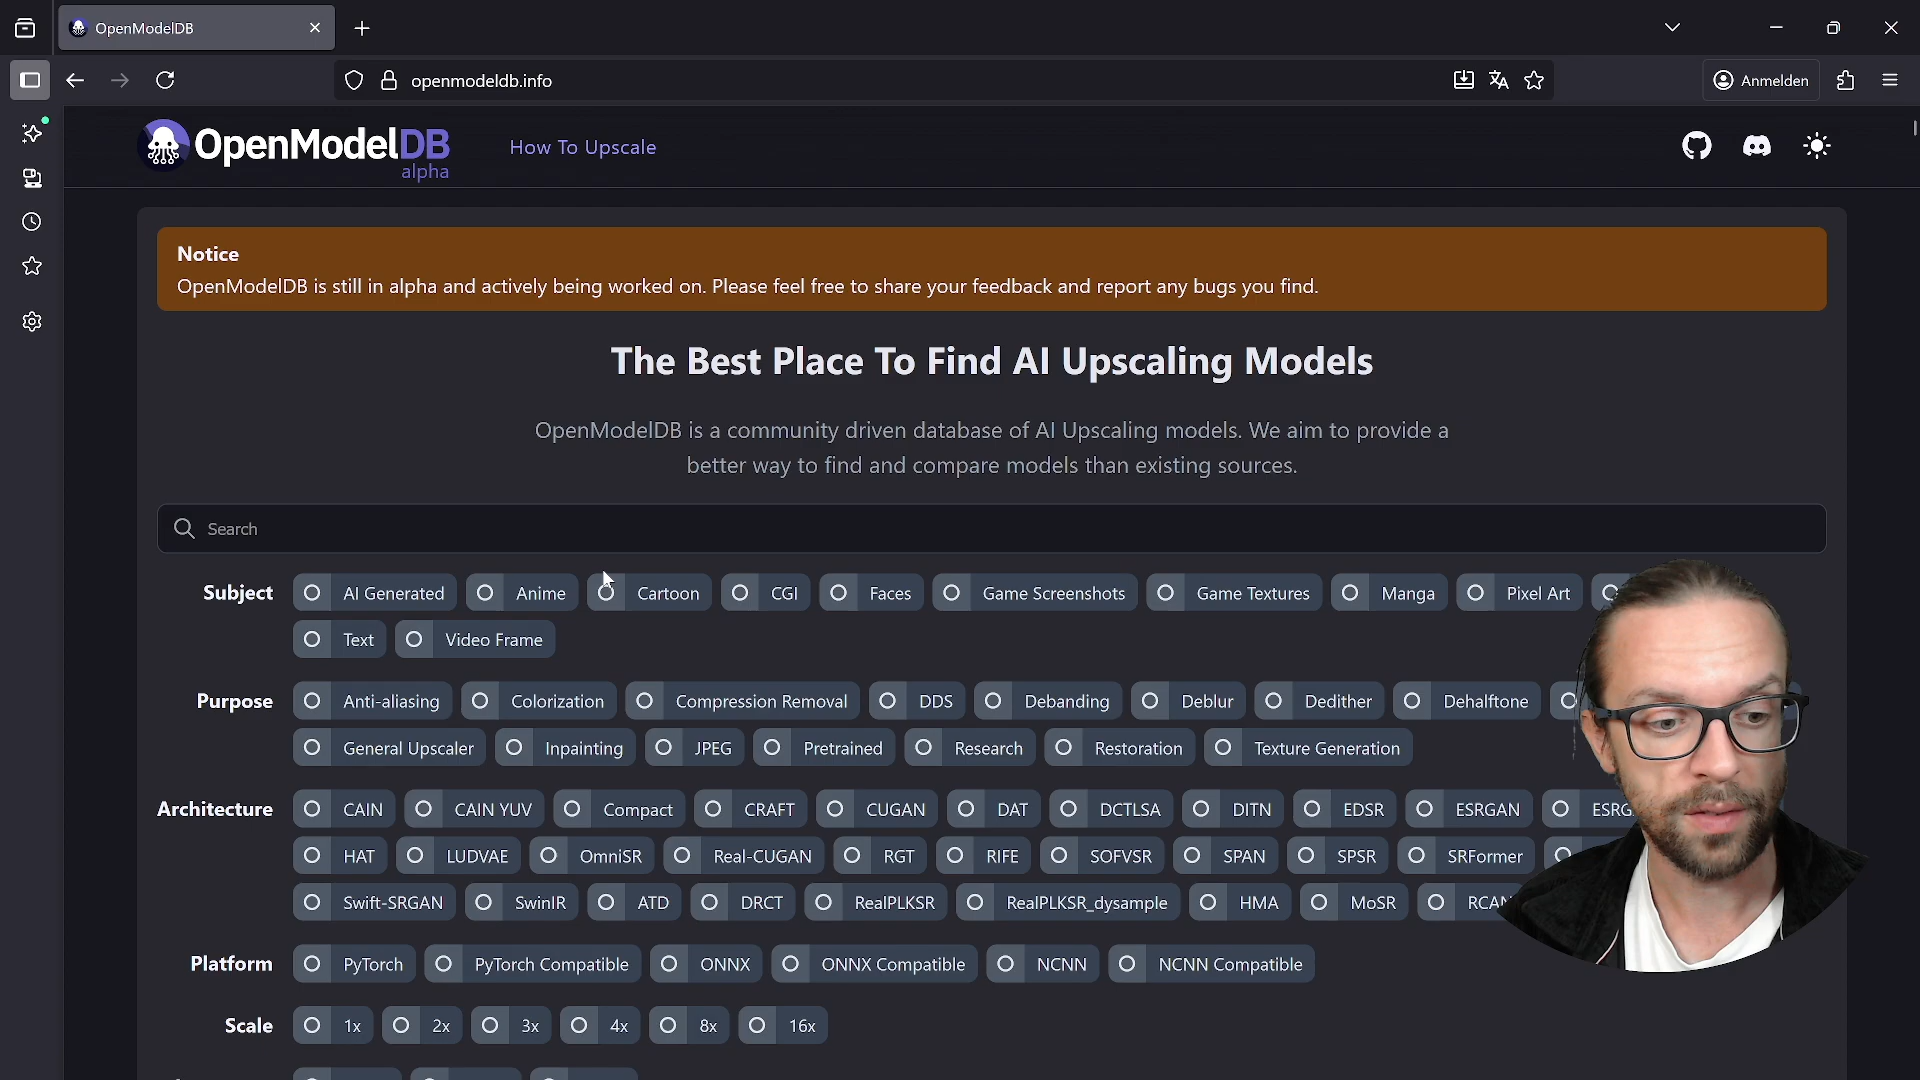 OpenModelDB
openmodeldb.info
Anmelden
OpenModelDB
alpha
How To Upscale
Notice
OpenModelDB is still in alpha and actively being worked on. Please feel free to share your feedback and report any bugs you find.
The Best Place To Find AI Upscaling Models
OpenModelDB is a community driven database of AI Upscaling models. We aim to provide a
better way to find and compare models than existing sources.
Search
Subject AI Generated Anime Cartoon CGI Faces Game Screenshots Game Textures Manga Pixel Art
Text Video Frame
Purpose Anti-aliasing Colorization Compression Removal DDS Debanding Deblur Dedither Dehalftone
General Upscaler Inpainting JPEG Pretrained Research Restoration Texture Generation
Architecture CAIN CAIN YUV Compact CRAFT CUGAN DAT DCTLSA DITN EDSR ESRGAN
HAT LUDVAE OmniSR Real-CUGAN RGT RIFE SOFVSR SPAN SPSR SRFormer
Swift-SRGAN SwinIR ATD DRCT RealPLKSR RealPLKSR_dysample HMA MoSR
Platform PyTorch PyTorch Compatible ONNX ONNX Compatible NCNN NCNN Compatible
Scale 1x 2x 3x 4x 8x 16x